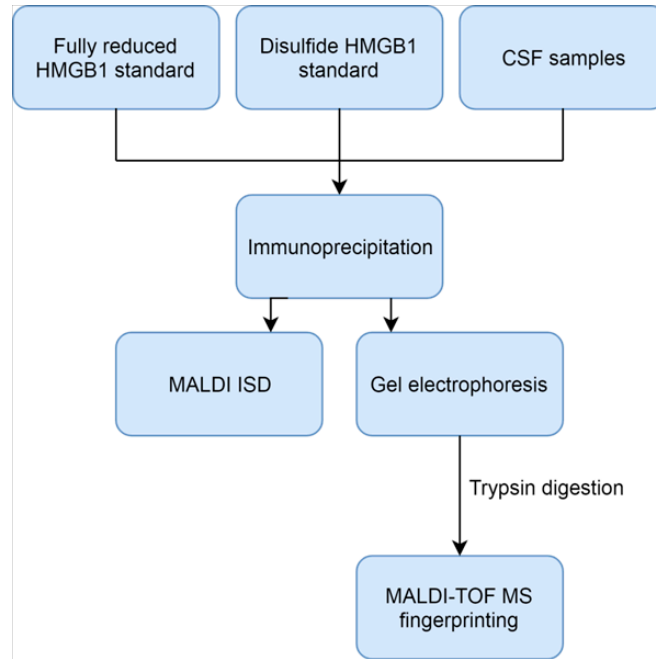 Fully reduced
HMGB1 standard
Disulfide HMGB1
standard
CSF samples
Immunoprecipitation
MALDI ISD
Gel electrophoresis
Trypsin digestion
MALDI-TOF MS
fingerprinting